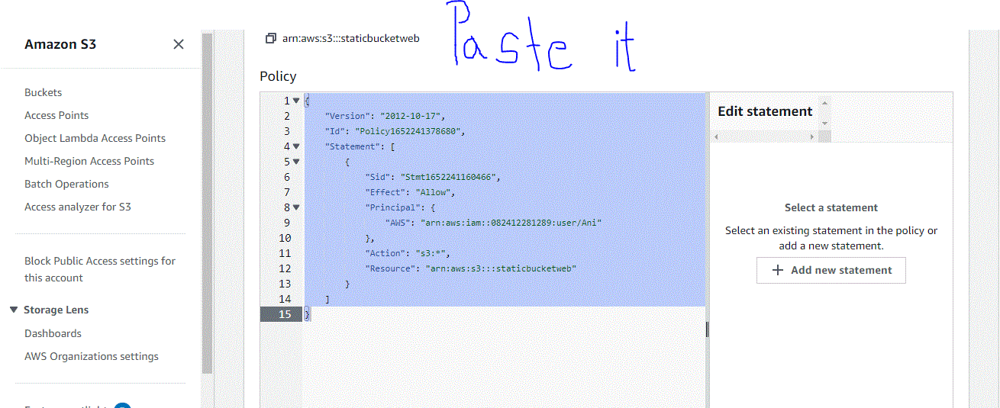 Paste it
Amazon S3
arn:aws:s3:::staticbucketweb
Policy
Buckets
Access Points
Object Lambda Access Points
Multi-Region Access Points
Batch Operations
Access analyzer for S3
Block Public Access settings for
this account
Storage Lens
Dashboards
AWS Organizations settings
1 {
2 "Version": "2012-10-17",
3 "Id": "Policy1652241378680",
4 "Statement": [
5 {
6 "Sid": "Stmt1652241160466",
7 "Effect": "Allow",
8 "Principal": {
9 "AWS": "arn:aws:iam::082412281289:user/Ani"
10 },
11 "Action": "s3:*",
12 "Resource": "arn:aws:s3:::staticbucketweb"
13 }
14 ]
15 }
Edit statement
Select a statement
Select an existing statement in the policy or
add a new statement.
Add new statement